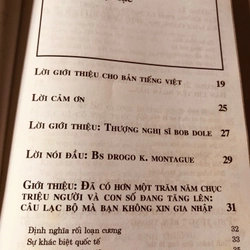 LỜI GIỚI THIỆU CHO BẢN TIẾNG VIỆT 19
LỜI CẢM ƠN 25
LỜI GIỚI THIỆU: THƯỢNG NGHỊ SĨ BOB DOLE 27
LỜI NÓI ĐẦU: BS DROGO K. MONTAGUE 29
GIỚI THIỆU: ĐÃ CÓ HƠN MỘT TRĂM NĂM CHỤC
TRIỆU NGƯỜI VÀ CON SỐ ĐANG TĂNG LÊN:
CÂU LẠC BỘ MÀ BẠN KHÔNG XIN GIA NHẬP 31
Định nghĩa rối loạn cương 32
Sự khác biệt quốc tế 34